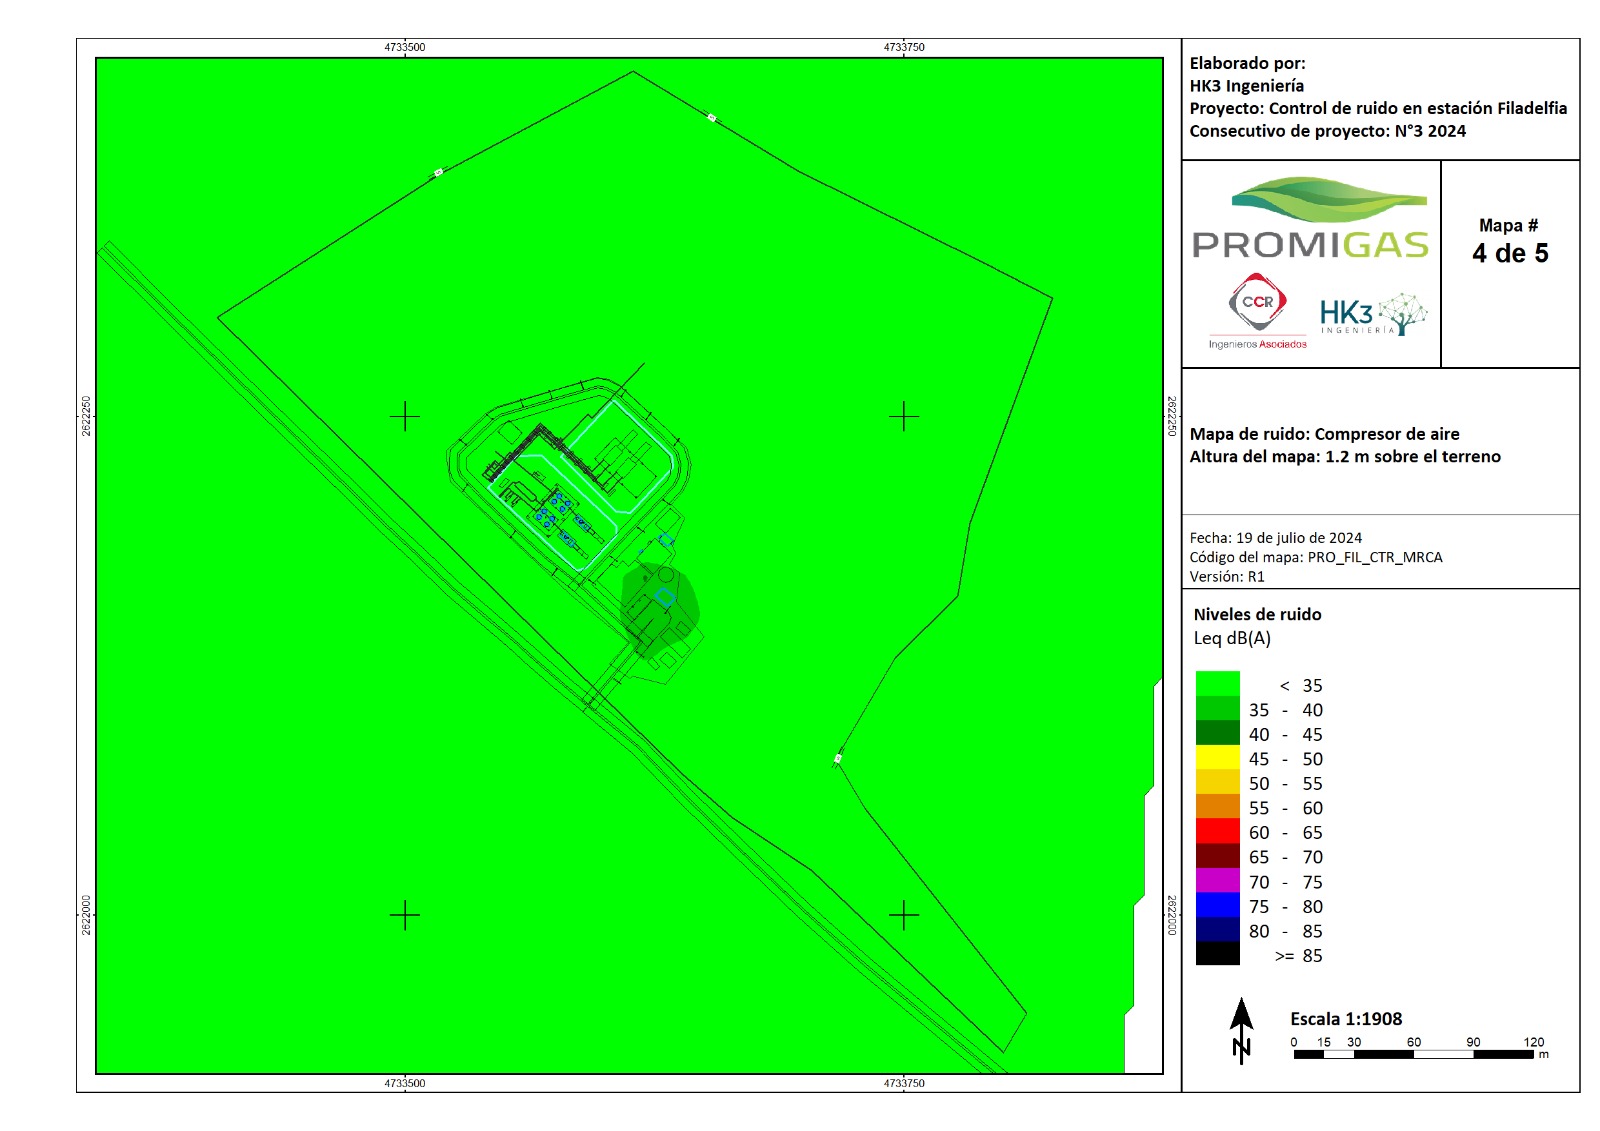 4733500
4733750
2622250
2622250
2622000
2622000
4733500
4733750
Elaborado por:
HK3 Ingeniería
Proyecto: Control de ruido en estación Filadelfia
Consecutivo de proyecto: N°3 2024
PROMIGAS
CCR
Ingenieros Asociados
HK3
INGENIERÍA
Mapa #
4 de 5
Mapa de ruido: Compresor de aire
Altura del mapa: 1.2 m sobre el terreno
Fecha: 19 de julio de 2024
Código del mapa: PRO_FIL_CTR_MRCA
Versión: R1
Niveles de ruido
Leq dB(A)
< 35
35 - 40
40 - 45
45 - 50
50 - 55
55 - 60
60 - 65
65 - 70
70 - 75
75 - 80
80 - 85
>= 85
N
Escala 1:1908
0 15 30 60 90 120
m